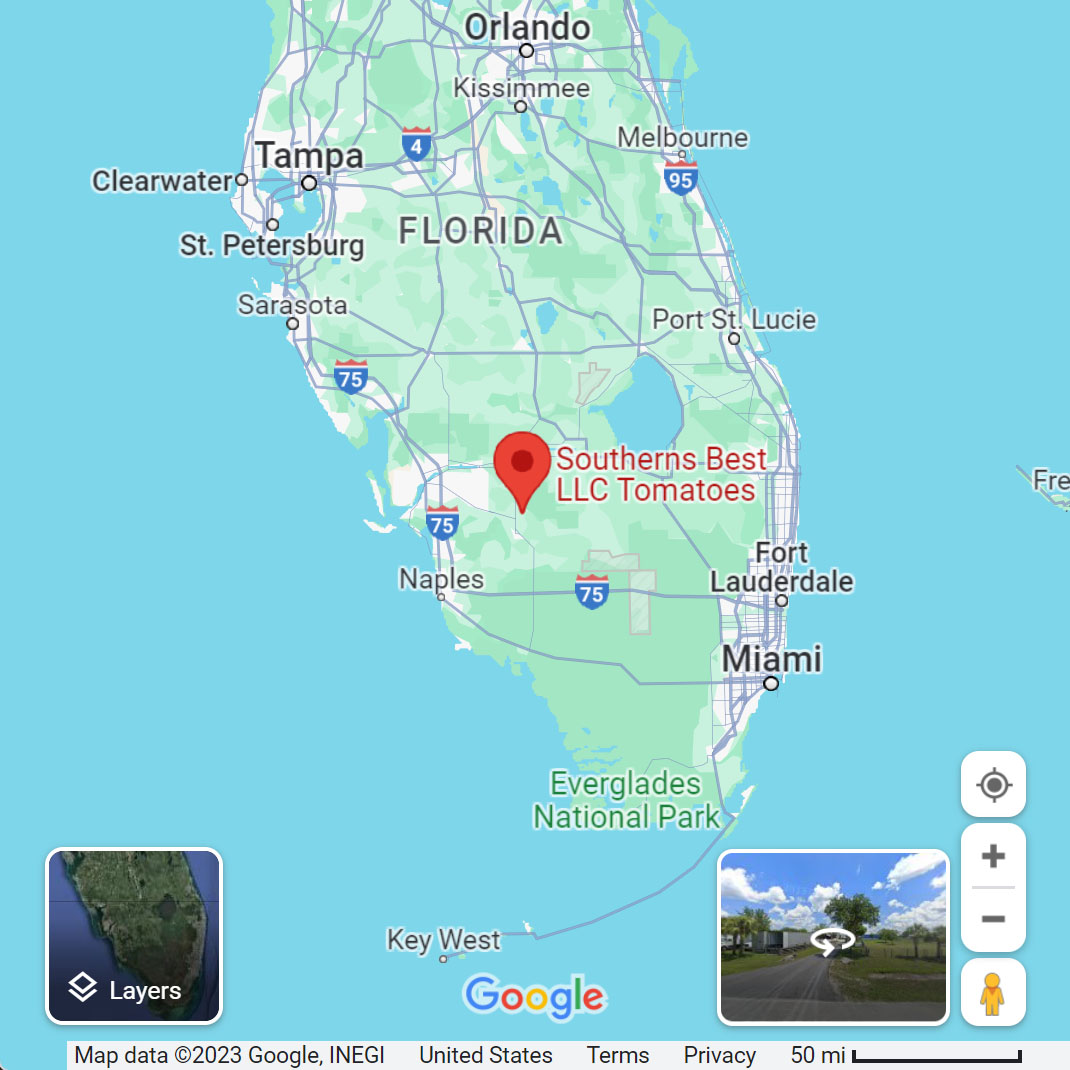 Orlando
Kissimmee
Melbourne
4
Tampa
Clearwater
95
FLORIDA
St. Petersburg
Sarasota
Port St. Lucie
75
Southerns Best
LLC Tomatoes
Fre
75
Fort
Lauderdale
Naples
75
Miami
Everglades
National Park
Key West
Layers
Google
Map data ©2023 Google, INEGI United States Terms Privacy 50 mi